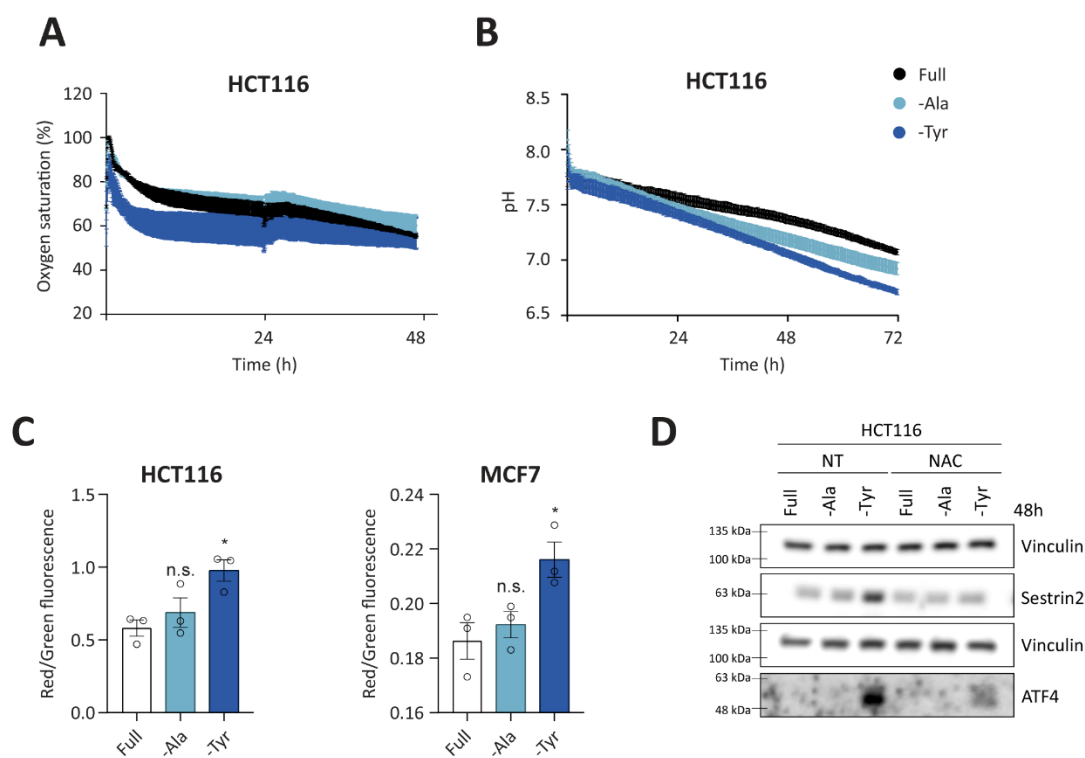 A
HCT116
Oxygen saturation (%)
120
100
80
60
40
20
24
48
Time (h)
B
HCT116
Full
-Ala
-Tyr
pH
8.5
8.0
7.5
7.0
6.5
24
48
72
Time (h)
C
HCT116
Red/Green fluorescence
1.5
1.0
0.5
0.0
n.s.
*
Full
-Ala
-Tyr
MCF7
Red/Green fluorescence
0.24
0.22
0.20
0.18
0.16
n.s.
*
Full
-Ala
-Tyr
D
HCT116
NT
NAC
Full
-Ala
-Tyr
Full
-Ala
-Tyr
48h
135 kDa
100 kDa
Vinculin
63 kDa
Sestrin2
135 kDa
100 kDa
Vinculin
63 kDa
48 kDa
ATF4